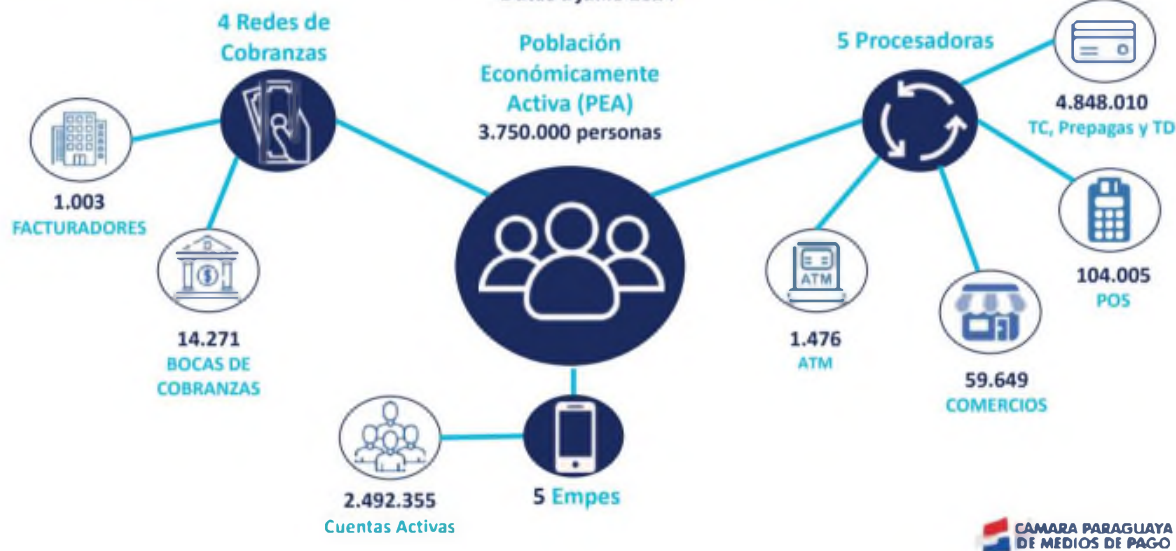 4 Redes de
Cobranzas
Población
Económicamente
Activa (PEA)
3.750.000 personas
5 Procesadoras
4.848.010
TC, Prepagas y TD
1.003
FACTURADORES
14.271
BOCAS DE
COBRANZAS
ATM
1.476
ATM
104.005
POS
59.649
COMERCIOS
2.492.355
Cuentas Activas
5 Empes
CÁMARA PARAGUAYA
DE MEDIOS DE PAGO